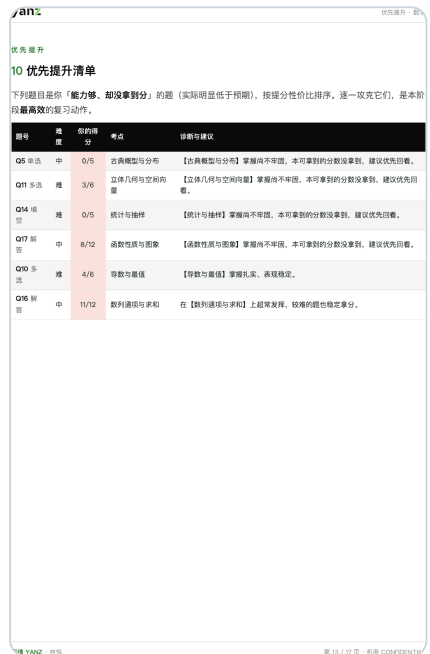 yanz
优先提升 · 数
优先提升
10 优先提升清单
下列题目是你「能力够、却没拿到分」的题（实际明显低于预期），按提分性价比排序。逐一攻克它们，是本阶
段最高效的复习动作。
题号 难度 你的得分 考点 诊断与建议
Q5 单选 中 0/5 古典概型与分布 【古典概型与分布】掌握尚不牢固，本可拿到的分数没拿到，建议优先回看。
Q11 多选 难 3/6 立体几何与空间向量 【立体几何与空间向量】掌握尚不牢固，本可拿到的分数没拿到，建议优先回看。
Q14 填空 难 0/5 统计与抽样 【统计与抽样】掌握尚不牢固，本可拿到的分数没拿到，建议优先回看。
Q17 解答 中 8/12 函数性质与图象 【函数性质与图象】掌握尚不牢固，本可拿到的分数没拿到，建议优先回看。
Q10 多选 难 4/6 导数与最值 【导数与最值】掌握扎实、表现稳定。
Q16 解答 中 11/12 数列通项与求和 在【数列通项与求和】上超常发挥，较难的题也稳定拿分。
YANZ · 林悦
第 13 / 17 页 · 机密 CONFIDENTI